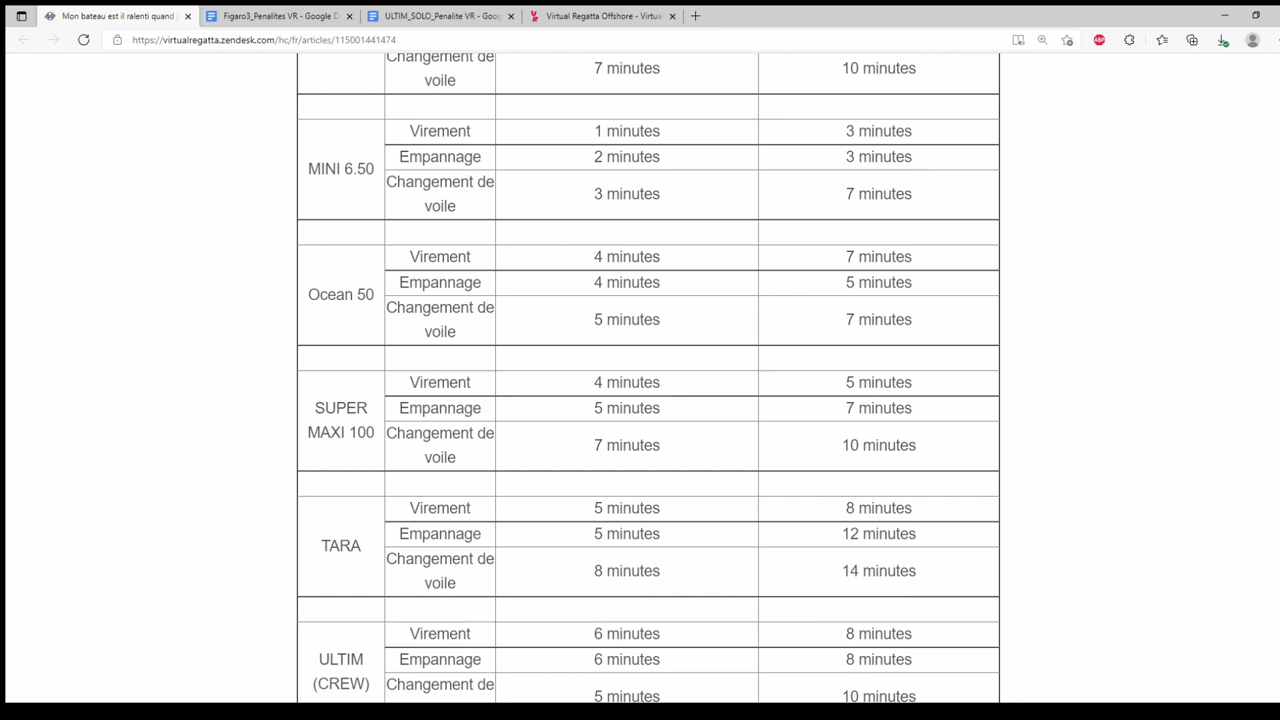 Mon bateau est il ralenti quand
Figaro3_Penalites VR - Google D
ULTIM_SOLO_Penalite VR - Goog
Virtual Regatta Offshore - Virtua
https://virtualregatta.zendesk.com/hc/fr/articles/115001441474
ABP
Changement de
voile
7 minutes
10 minutes
MINI 6.50
Virement
1 minutes
3 minutes
Empannage
2 minutes
3 minutes
Changement de
voile
3 minutes
7 minutes
Ocean 50
Virement
4 minutes
7 minutes
Empannage
4 minutes
5 minutes
Changement de
voile
5 minutes
7 minutes
SUPER
MAXI 100
Virement
4 minutes
5 minutes
Empannage
5 minutes
7 minutes
Changement de
voile
7 minutes
10 minutes
TARA
Virement
5 minutes
8 minutes
Empannage
5 minutes
12 minutes
Changement de
voile
8 minutes
14 minutes
ULTIM
(CREW)
Virement
6 minutes
8 minutes
Empannage
6 minutes
8 minutes
Changement de
5 minutes
10 minutes